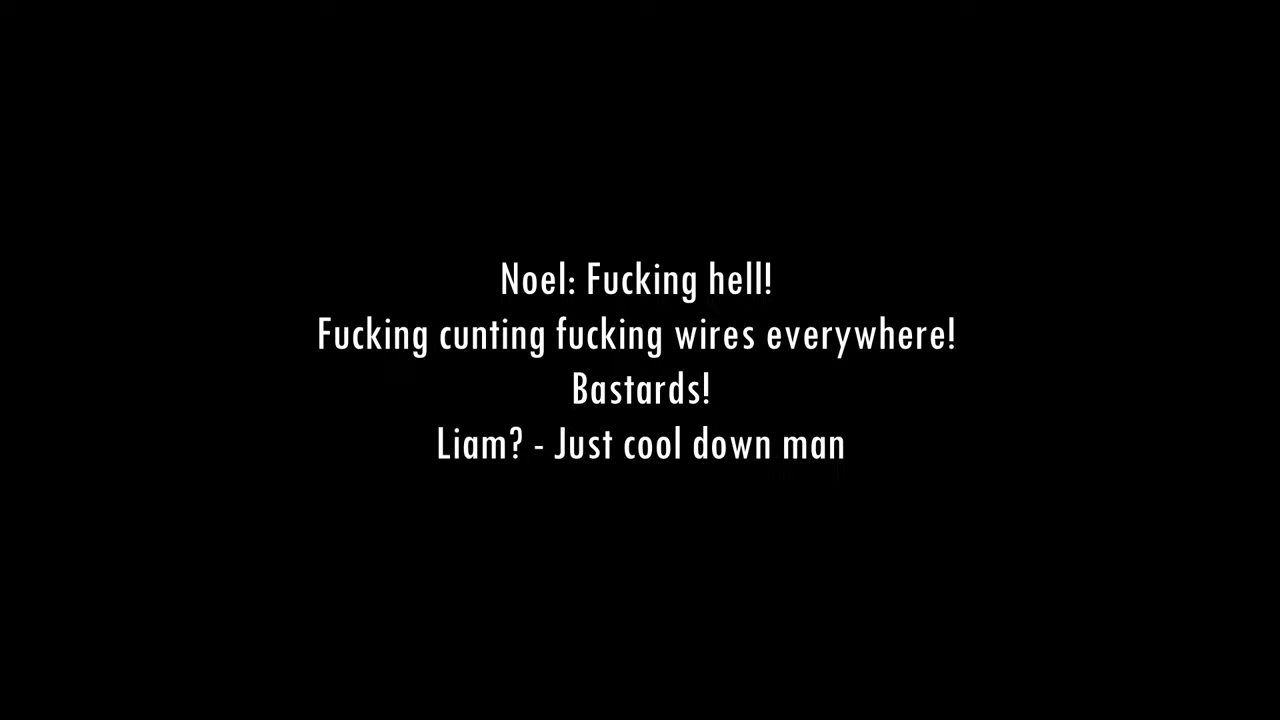 Noel: Fucking hell!
Fucking cunting fucking wires everywhere!
Bastards!
Liam? - Just cool down man